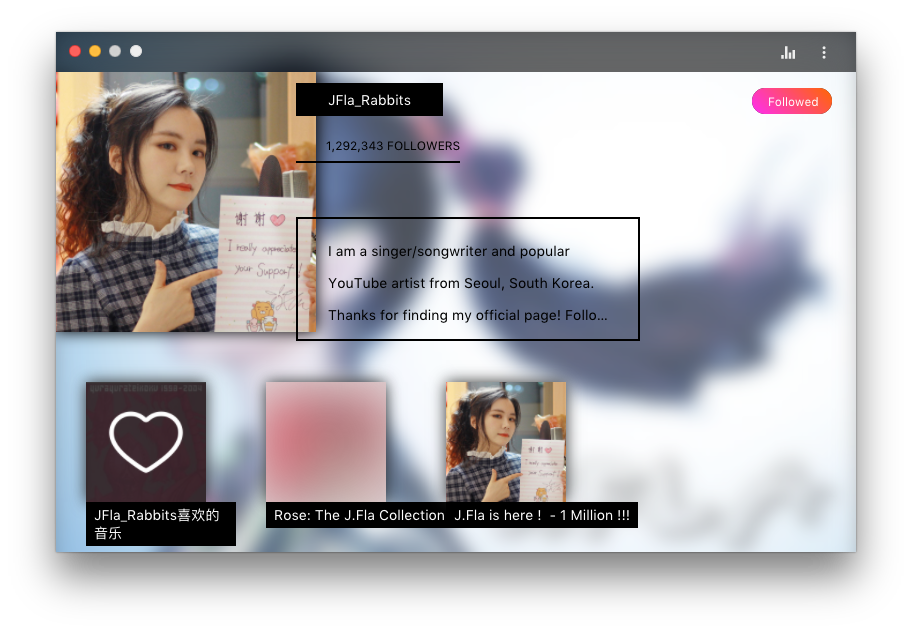 JFla_Rabbits
Followed
1,292,343 FOLLOWERS
谢 谢
I really appreciate
your Support !
I am a singer/songwriter and popular
YouTube artist from Seoul, South Korea.
Thanks for finding my official page! Follo...
JFla_Rabbits喜欢的
音乐
Rose: The J.Fla Collection
J.Fla is here ! - 1 Million !!!